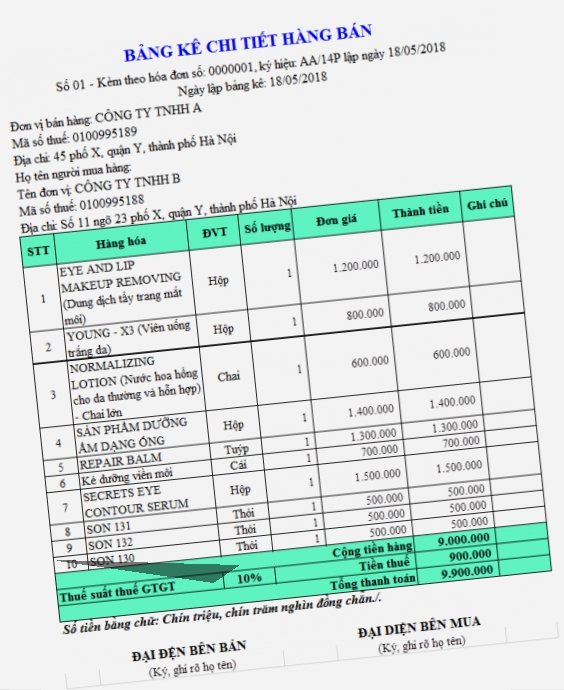 BẢNG KÊ CHI TIẾT HÀNG BÁN
Số 01 - Kèm theo hóa đơn số: 0000001, ký hiệu: AA/14P lập ngày 18/05/2018
Ngày lập bảng kê: 18/05/2018
Đơn vị bán hàng: CÔNG TY TNHH A
Mã số thuế: 0100995189
Địa chỉ: 45 phố X, quận Y, thành phố Hà Nội
Họ tên người mua hàng:
Tên đơn vị: CÔNG TY TNHH B
Mã số thuế: 0100995188
Địa chỉ: Số 11 ngõ 23 phố X, quận Y, thành phố Hà Nội
STT Hàng hóa ĐVT Số lượng Đơn giá Thành tiền Ghi chú
1 EYE AND LIP MAKEUP REMOVING (Dung dịch tẩy trang mắt môi) Hộp 1 1.200.000 1.200.000
2 YOUNG - X3 (Viên uống trắng da) Hộp 1 800.000 800.000
3 NORMALIZING LOTION (Nước hoa hồng cho da thường và hỗn hợp) - Chai lớn Chai 1 600.000 600.000
4 SẢN PHẨM DƯỠNG ẨM DẠNG ÓNG Hộp 1 1.400.000 1.400.000
5 REPAIR BALM Tuýp 1 1.300.000 1.300.000
6 Kẻ dưỡng viền môi Cái 1 700.000 700.000
7 SECRETS EYE CONTOUR SERUM Hộp 1 1.500.000 1.500.000
8 SON 131 Thỏi 1 500.000 500.000
9 SON 132 Thỏi 1 500.000 500.000
10 SON 130 Thỏi 1 500.000 500.000
Cộng tiền hàng 9.000.000
Thuế suất thuế GTGT 10% Tiền thuế 900.000
Tổng thanh toán 9.900.000
Số tiền bằng chữ: Chín triệu, chín trăm nghìn đồng chẵn./.
ĐẠI ĐỆN BÊN BÁN ĐẠI DIỆN BÊN MUA
(Ký, ghi rõ họ tên) (Ký, ghi rõ họ tên)